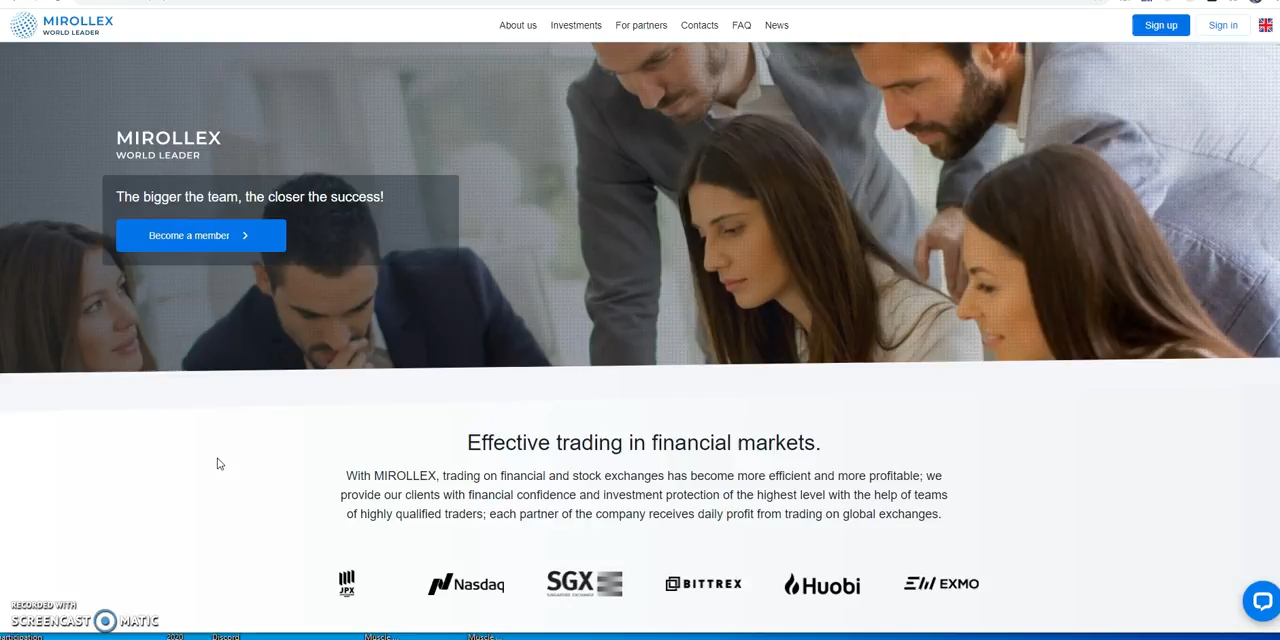 MIROLLEX
WORLD LEADER
About us
Investments
For partners
Contacts
FAQ
News
Sign up
Sign in
MIROLLEX
WORLD LEADER
The bigger the team, the closer the success!
Become a member
Effective trading in financial markets.
With MIROLLEX, trading on financial and stock exchanges has become more efficient and more profitable; we
provide our clients with financial confidence and investment protection of the highest level with the help of teams
of highly qualified traders; each partner of the company receives daily profit from trading on global exchanges.
JPX
Nasdaq
SGX
SINGAPORE EXCHANGE
BITTREX
Huobi
EXMO
RECORDED WITH
SCREENCAST MATIC
2020
Discord
Muscle...
Muscle...